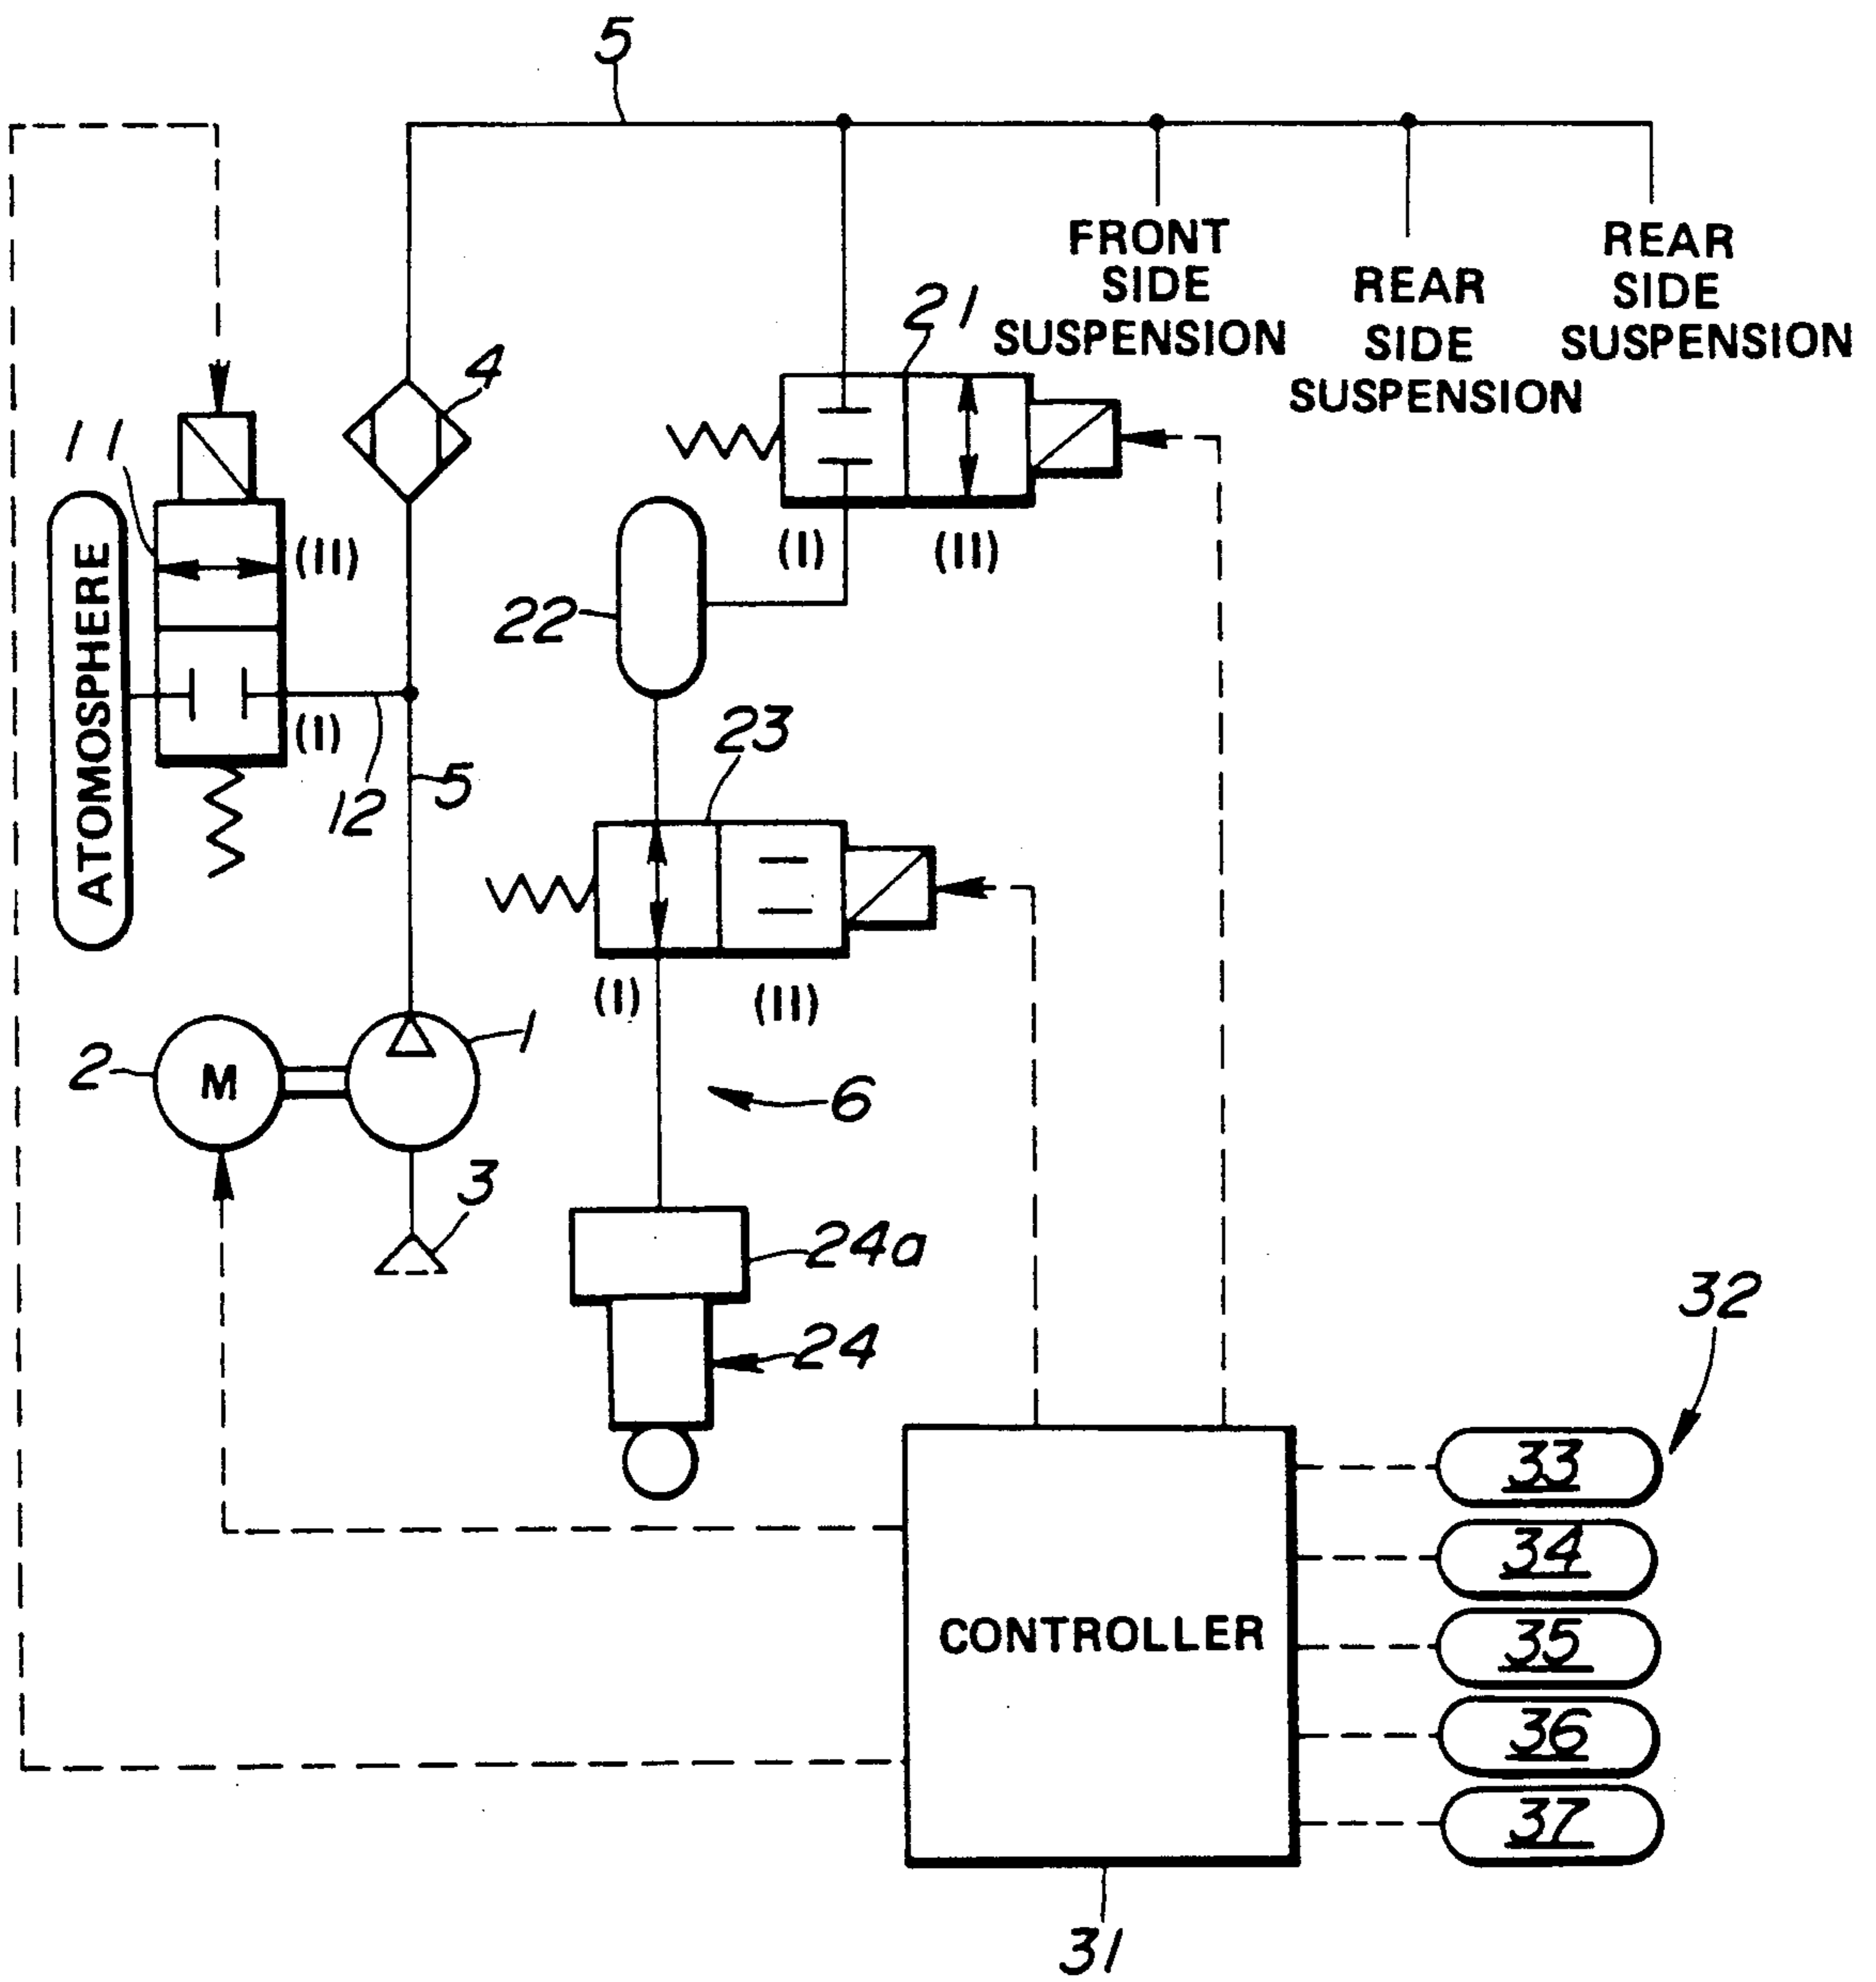 5
FRONT
SIDE
SUSPENSION
REAR
SIDE
SUSPENSION
REAR
SIDE
SUSPENSION
21
4
11
ATOMOSPHERE
(II)
(I)
(I)
(II)
22
12
5
23
(I)
(II)
2
M
1
6
3
24a
24
32
33
34
35
36
37
CONTROLLER
31